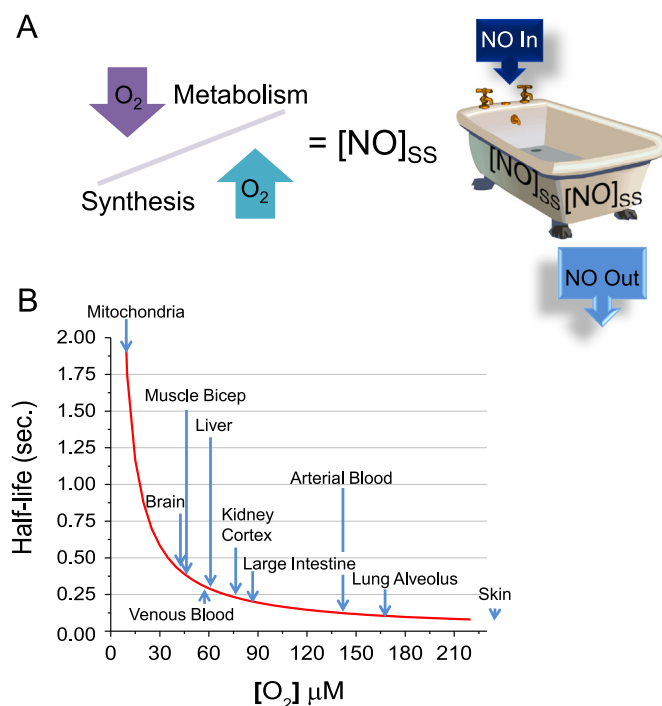 A
NO In
O₂
Metabolism
= [NO]SS
Synthesis
O₂
[NO]SS
[NO]SS
NO Out
B
Mitochondria
2.00
1.75
1.50
1.25
1.00
0.75
0.50
0.25
0.00
Half-life (sec.)
Muscle Bicep
Liver
Brain
Kidney
Cortex
Arterial Blood
Large Intestine
Lung Alveolus
Skin
Venous Blood
0 30 60 90 120 150 180 210
[O₂] μM